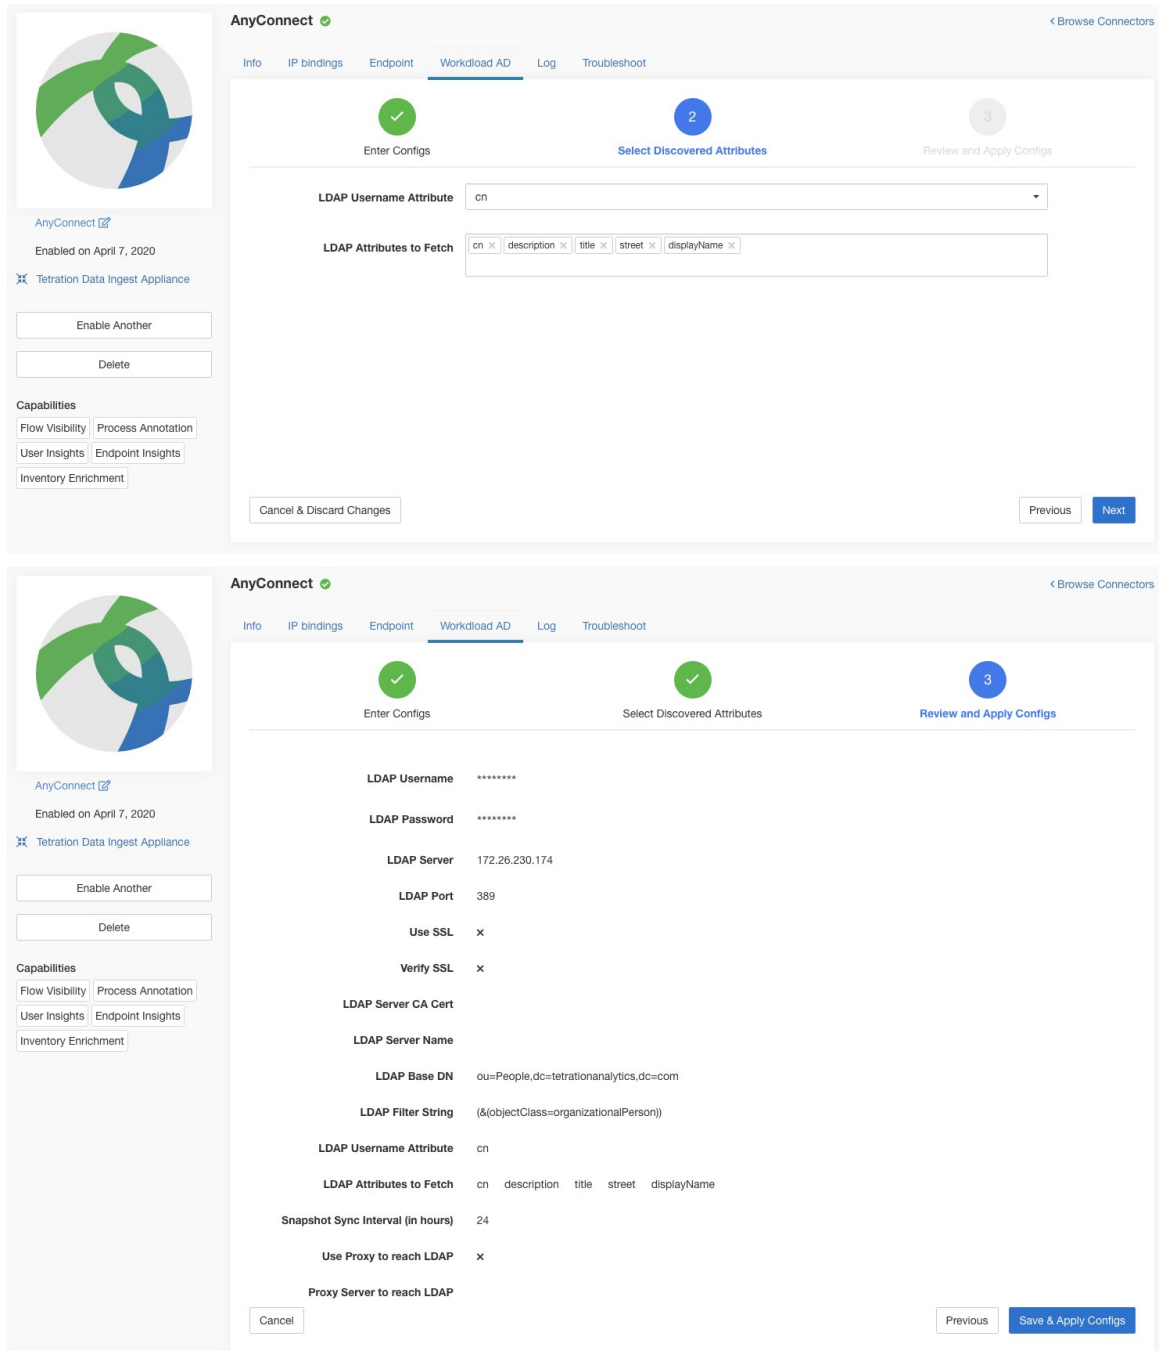 AnyConnect
< Browse Connectors
Info IP bindings Endpoint Workdload AD Log Troubleshoot
2 3
Enter Configs Select Discovered Attributes Review and Apply Configs
LDAP Username Attribute cn
LDAP Attributes to Fetch cn × description × title × street × displayName ×
AnyConnect
Enabled on April 7, 2020
Tetration Data Ingest Appliance
Enable Another
Delete
Capabilities
Flow Visibility Process Annotation
User Insights Endpoint Insights
Inventory Enrichment
Cancel & Discard Changes Previous Next
AnyConnect
< Browse Connectors
Info IP bindings Endpoint Workdload AD Log Troubleshoot
3
Enter Configs Select Discovered Attributes Review and Apply Configs
AnyConnect
Enabled on April 7, 2020
Tetration Data Ingest Appliance
Enable Another
Delete
Capabilities
Flow Visibility Process Annotation
User Insights Endpoint Insights
Inventory Enrichment
LDAP Username ********
LDAP Password ********
LDAP Server 172.26.230.174
LDAP Port 389
Use SSL ×
Verify SSL ×
LDAP Server CA Cert
LDAP Server Name
LDAP Base DN ou=People,dc=tetrationanalytics,dc=com
LDAP Filter String (&(objectClass=organizationalPerson))
LDAP Username Attribute cn
LDAP Attributes to Fetch cn description title street displayName
Snapshot Sync Interval (in hours) 24
Use Proxy to reach LDAP ×
Proxy Server to reach LDAP
Cancel Previous Save & Apply Configs